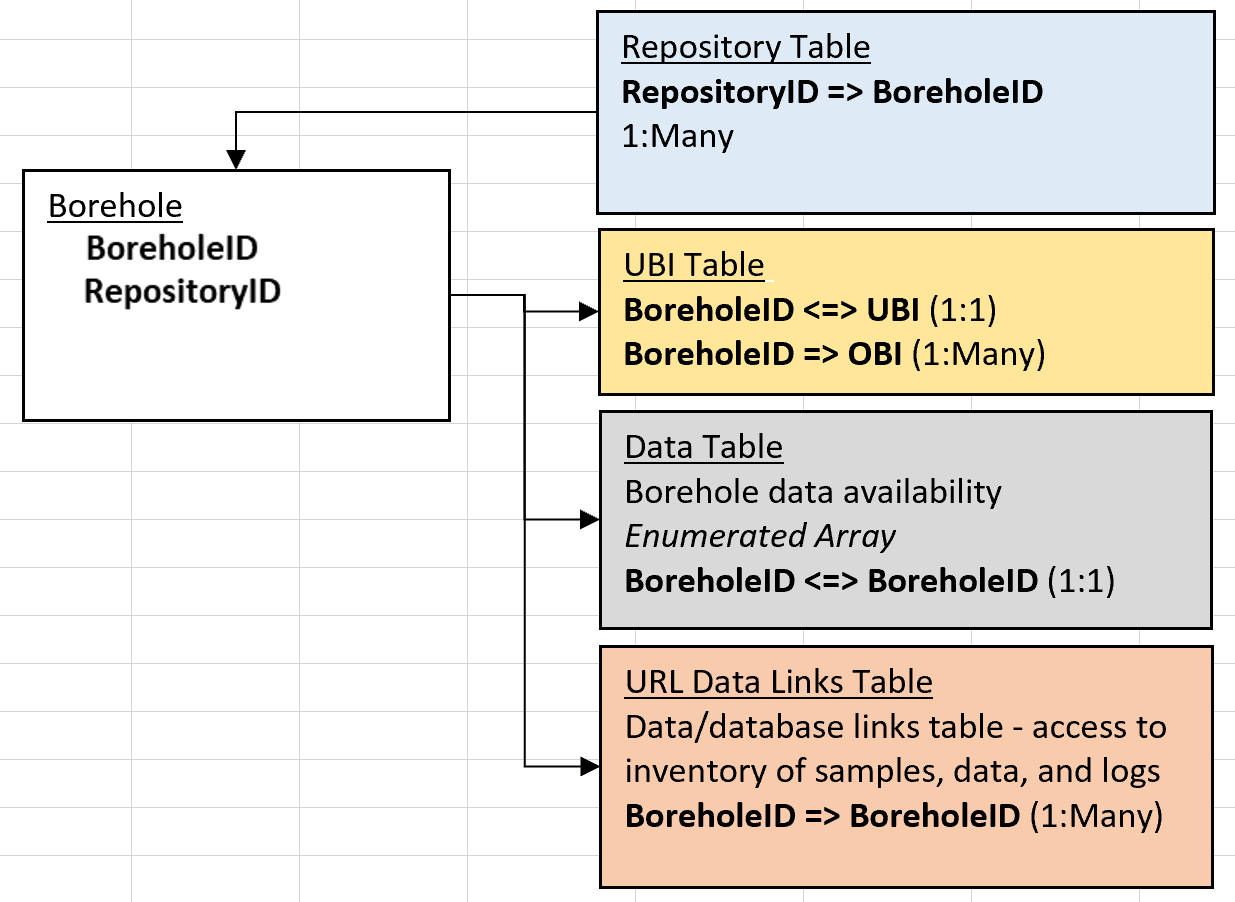 Repository Table
RepositoryID => BoreholeID
1:Many
Borehole
BoreholeID
RepositoryID
UBI Table
BoreholeID <=> UBI (1:1)
BoreholeID => OBI (1:Many)
Data Table
Borehole data availability
Enumerated Array
BoreholeID <=> BoreholeID (1:1)
URL Data Links Table
Data/database links table - access to
inventory of samples, data, and logs
BoreholeID => BoreholeID (1:Many)